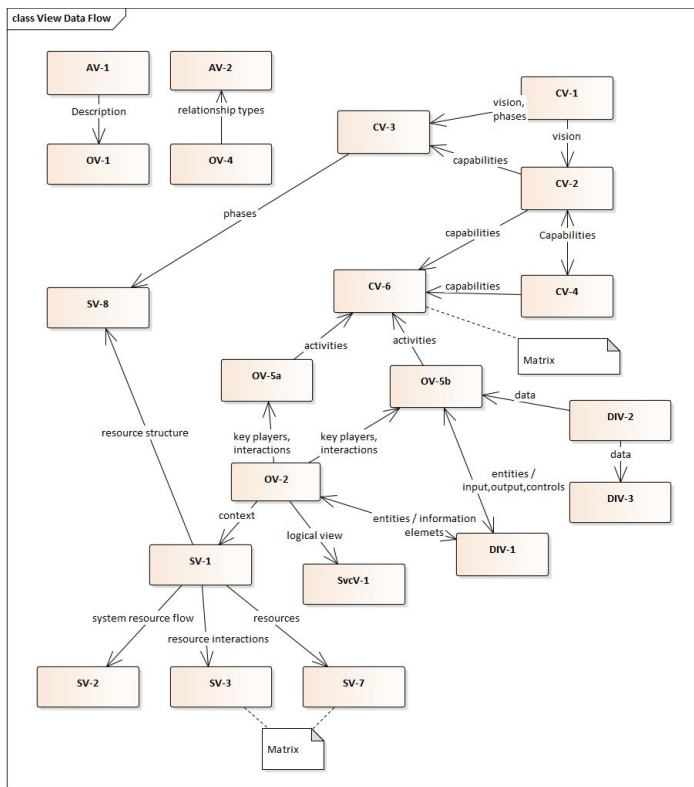 class View Data Flow
AV-1
AV-2
CV-1
Description
relationship types
vision,
phases
CV-3
vision
OV-1
OV-4
capabilities
CV-2
phases
capabilities
Capabilities
CV-6
capabilities
CV-4
SV-8
activities
activities
Matrix
OV-5a
OV-5b
data
DIV-2
resource structure
key players,
interactions
key players,
interactions
data
OV-2
entities /
input,output,controls
DIV-3
context
entities / information
elemets
logical view
DIV-1
SV-1
SvcV-1
system resource flow
resources
resource interactions
SV-2
SV-3
SV-7
Matrix